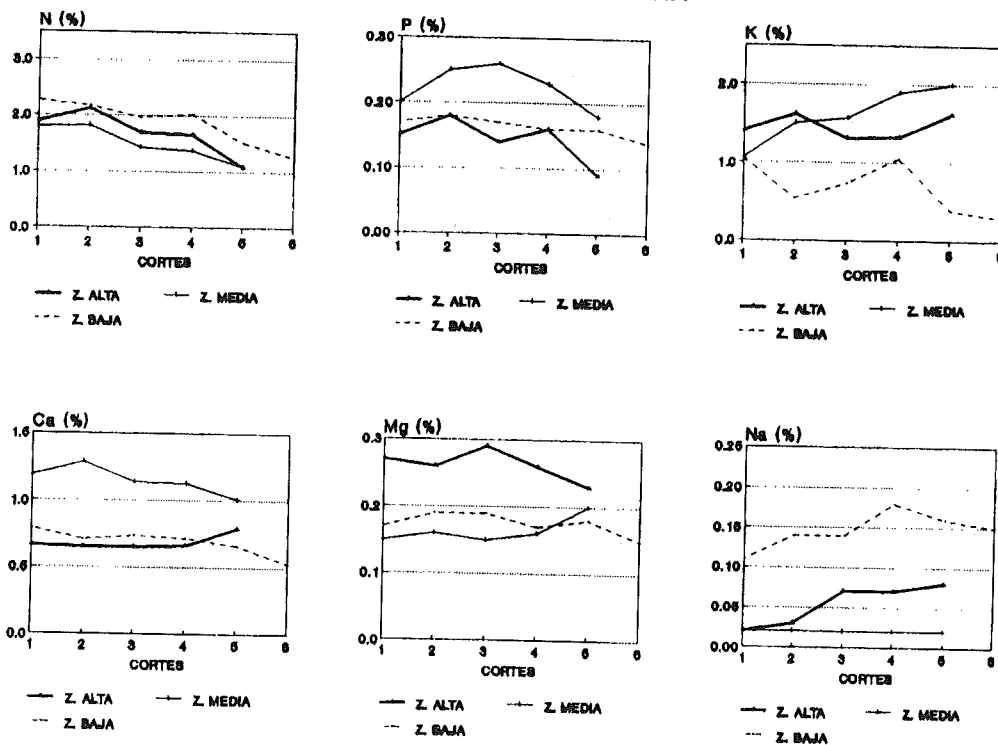 N (%)
3.0
2.0
1.0
0.0
1 2 3 4 5 6
CORTES
Z. ALTA Z. MEDIA
Z. BAJA
P (%)
0.30
0.20
0.10
0.00
1 2 3 4 5 6
CORTES
Z. ALTA Z. MEDIA
Z. BAJA
K (%)
2.0
1.0
0.0
1 2 3 4 5 6
CORTES
Z. ALTA Z. MEDIA
Z. BAJA
Ca (%)
1.5
1.0
0.5
0.0
1 2 3 4 5 6
CORTES
Z. ALTA Z. MEDIA
Z. BAJA
Mg (%)
0.3
0.2
0.1
0.0
1 2 3 4 5 6
CORTES
Z. ALTA Z. MEDIA
Z. BAJA
Na (%)
0.25
0.20
0.15
0.10
0.05
0.00
1 2 3 4 5 6
CORTES
Z. ALTA Z. MEDIA
Z. BAJA